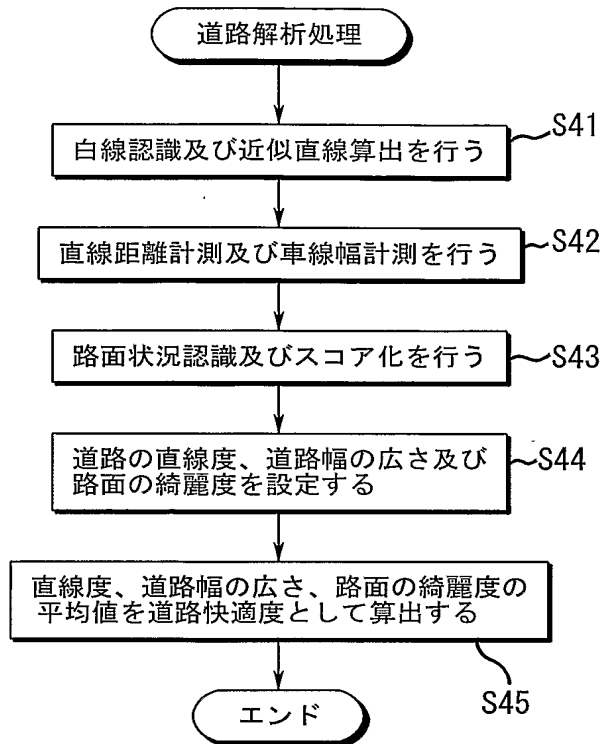 道路解析処理
白線認識及び近似直線算出を行う
S41
直線距離計測及び車線幅計測を行う
S42
路面状況認識及びスコア化を行う
S43
道路の直線度、道路幅の広さ及び
路面の綺麗度を設定する
S44
直線度、道路幅の広さ、路面の綺麗度の
平均値を道路快適度として算出する
S45
エンド